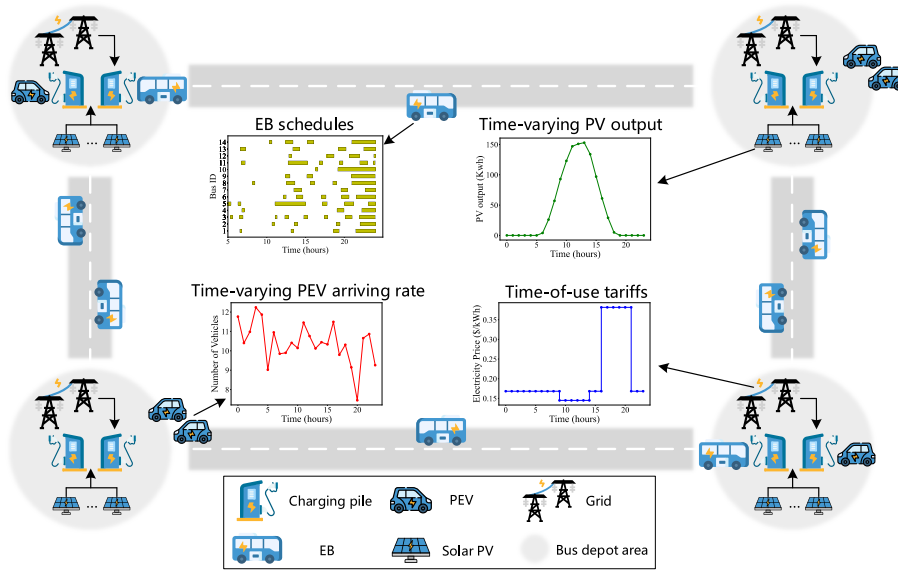 EB schedules
Bus ID
14
13
12
11
10
9
8
7
6
5
4
3
2
1
5 10 15 20
Time (hours)
Time-varying PV output
PV output (Kwh)
150
100
50
0
0 5 10 15 20
Time (hours)
Time-varying PEV arriving rate
Number of Vehicles
12
11
10
9
8
0 5 10 15 20
Time (hours)
Time-of-use tariffs
Electricity Price ($/kWh)
0.35
0.30
0.25
0.20
0.15
0 5 10 15 20
Time (hours)
... ...
... ...
Charging pile PEV Grid
EB Solar PV ... Bus depot area